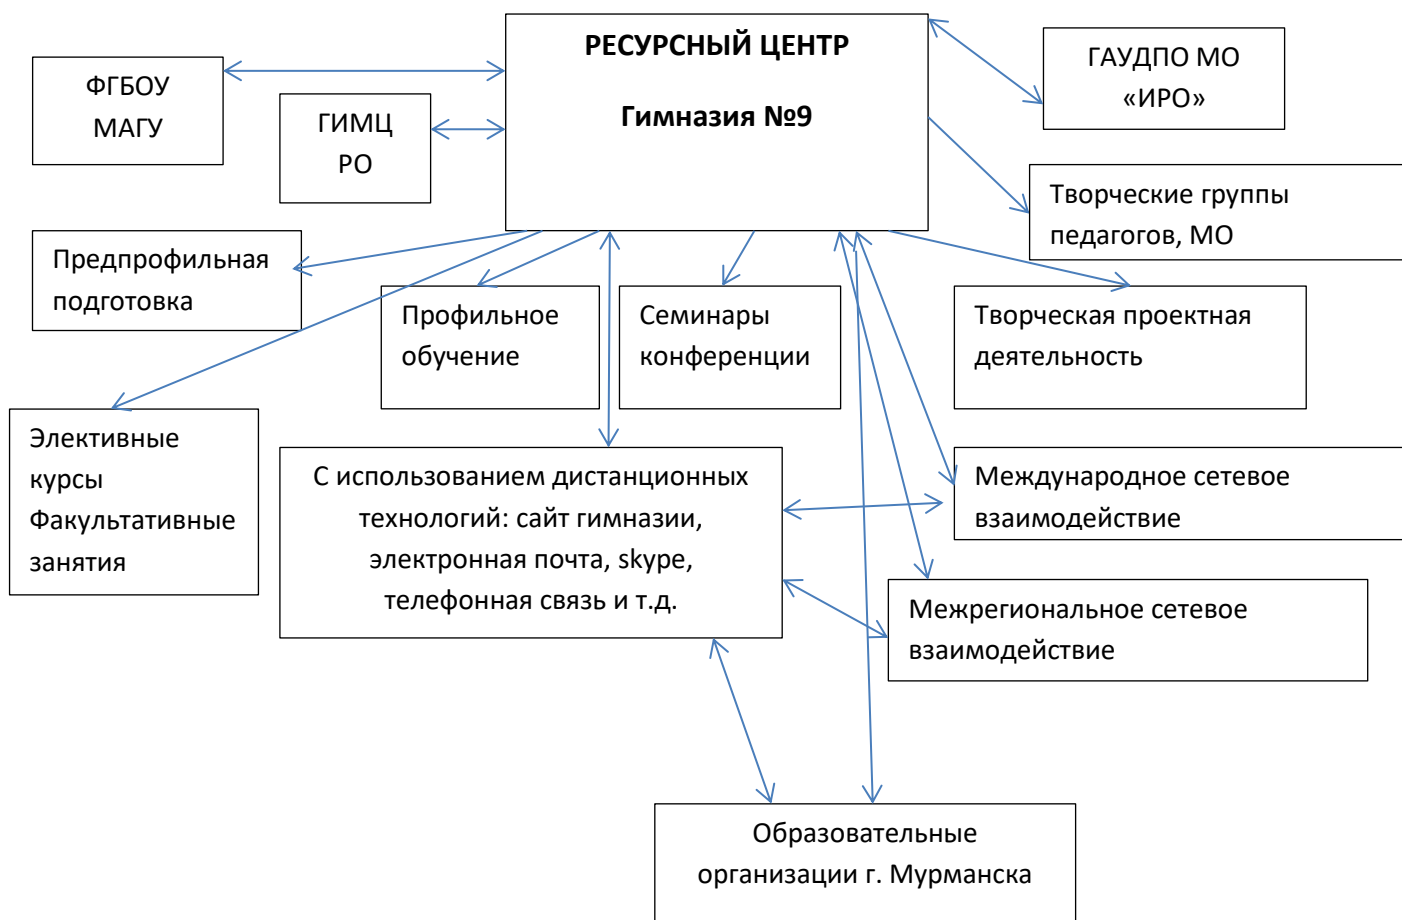 РЕСУРСНЫЙ ЦЕНТР
Гимназия №9
ФГБОУ
МАГУ
ГИМЦ
РО
ГАУДПО МО
«ИРО»
Творческие группы
педагогов, МО
Предпрофильная
подготовка
Профильное
обучение
Семинары
конференции
Творческая проектная
деятельность
Элективные
курсы
Факультативные
занятия
С использованием дистанционных
технологий: сайт гимназии,
электронная почта, skype,
телефонная связь и т.д.
Международное сетевое
взаимодействие
Межрегиональное сетевое
взаимодействие
Образовательные
организации г. Мурманска